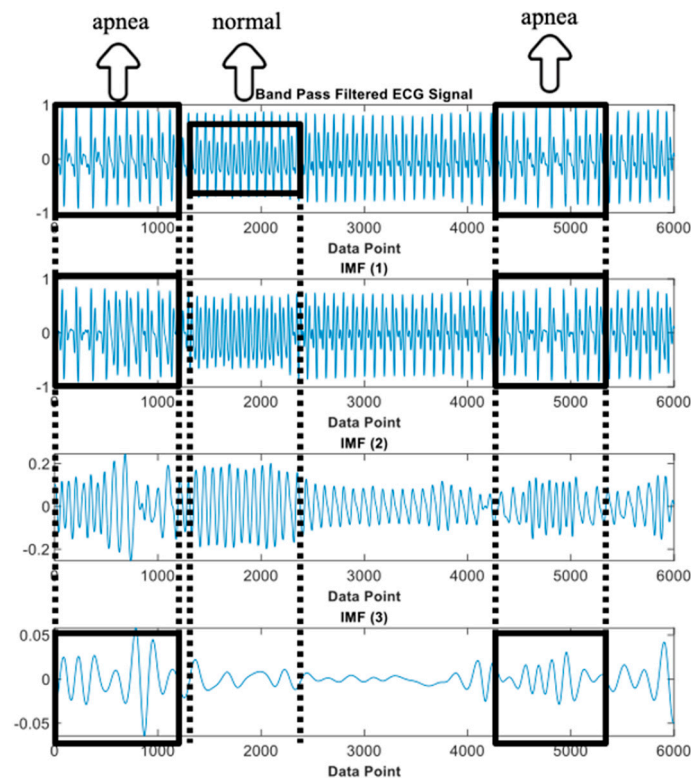 apnea normal apnea
Band Pass Filtered ECG Signal
1
0
-1
0 1000 2000 3000 4000 5000 6000
Data Point
IMF (1)
1
0
-1
0 1000 2000 3000 4000 5000 6000
Data Point
IMF (2)
0.2
0
-0.2
0 1000 2000 3000 4000 5000 6000
Data Point
IMF (3)
0.05
0
-0.05
0 1000 2000 3000 4000 5000 6000
Data Point